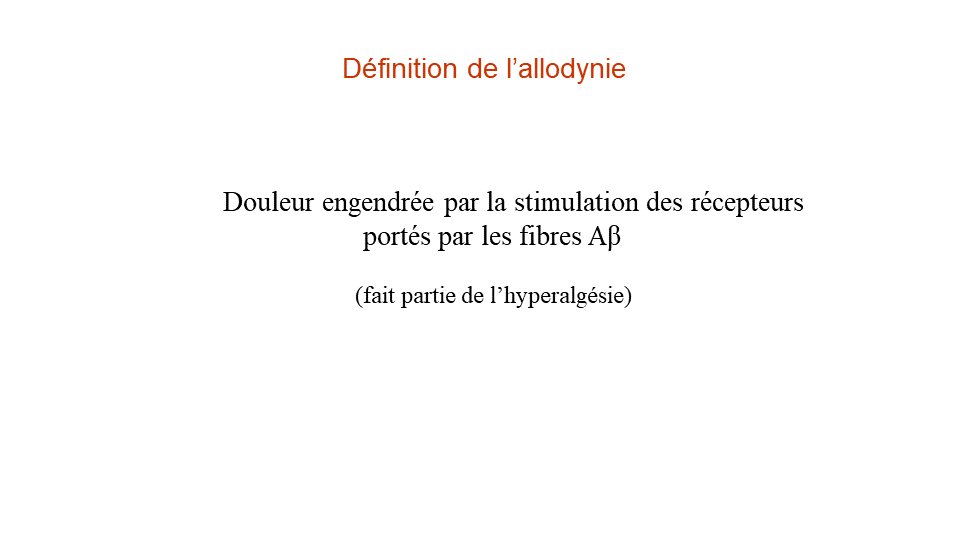 Définition de l’allodynie
Douleur engendrée par la stimulation des récepteurs
portés par les fibres Aβ
(fait partie de l’hyperalgésie)